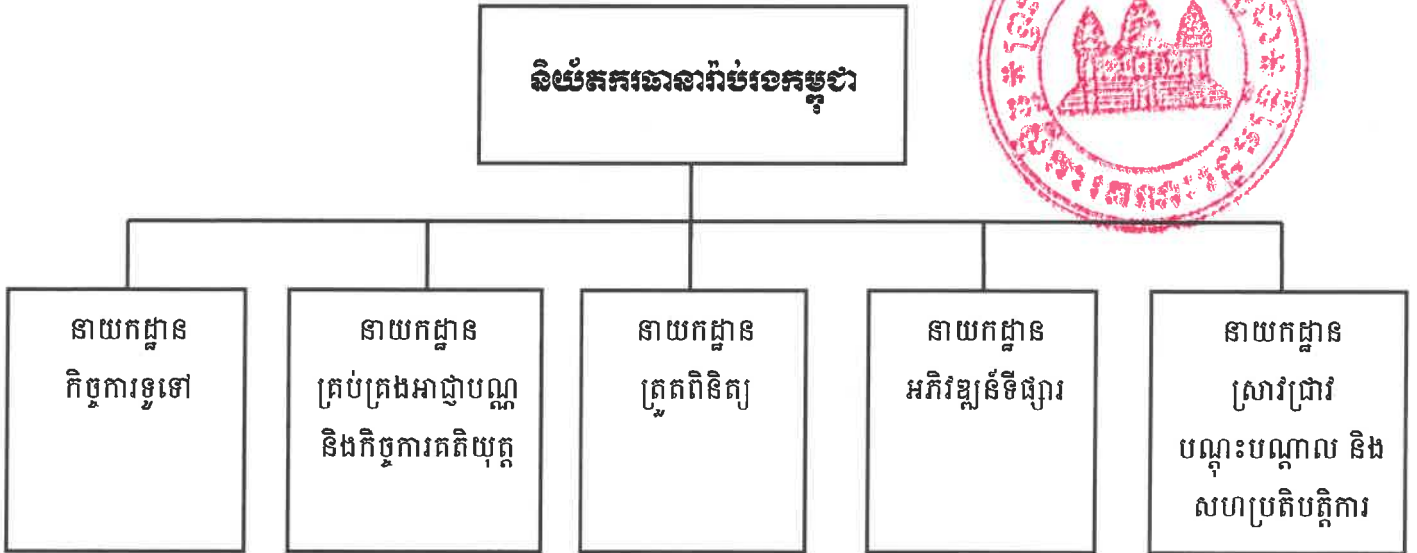 និយ័តករធានារ៉ាប់រងកម្ពុជា
នាយកដ្ឋាន
កិច្ចការទូទៅ
នាយកដ្ឋាន
គ្រប់គ្រងអាជ្ញាបណ្ណ
និងកិច្ចការគតិយុត្ត
នាយកដ្ឋាន
ត្រួតពិនិត្យ
នាយកដ្ឋាន
អភិវឌ្ឍន៍ទីផ្សារ
នាយកដ្ឋាន
ស្រាវជ្រាវ
បណ្តុះបណ្តាល និង
សហប្រតិបត្តិការ